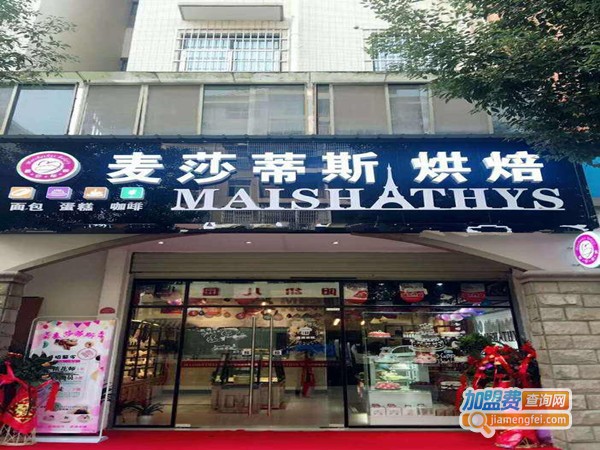 麦莎蒂斯 烘焙
面包 蛋糕 咖啡
MAISHATHYS
MAISHATHYS
加盟费查询网
jiamengfei.com